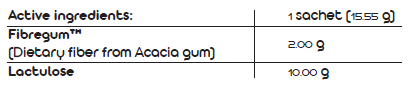 Active ingredients: 1 sachet (15.55 g)
Fibregum™
(Dietary fiber from Acacia gum) 2.00 g
Lactulose 10.00 g